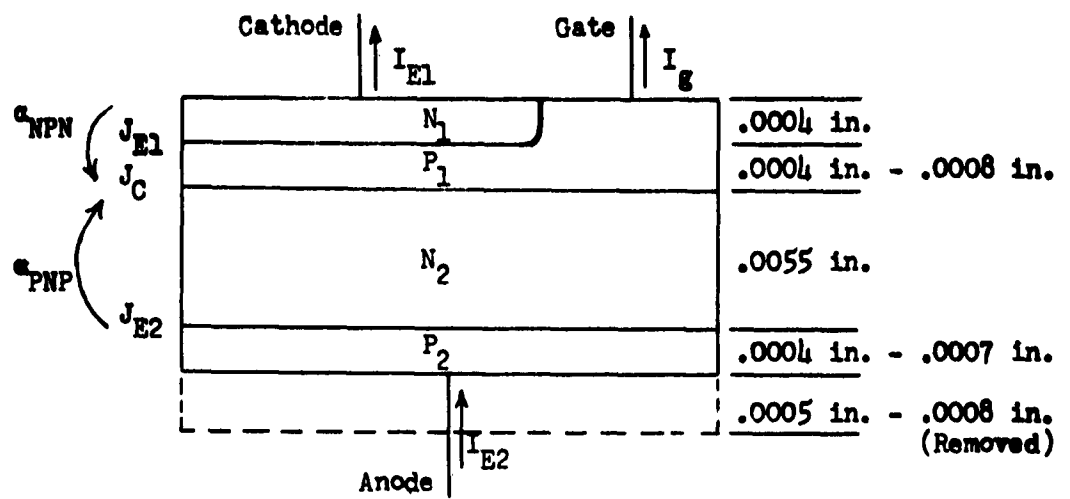 Cathode
Gate
I_E1
I_g
α_NPN
J_E1
N_1
.0004 in.
J_C
P_1
.0004 in. - .0008 in.
N_2
.0055 in.
α_PNP
J_E2
P_2
.0004 in. - .0007 in.
.0005 in. - .0008 in.
(Removed)
I_E2
Anode